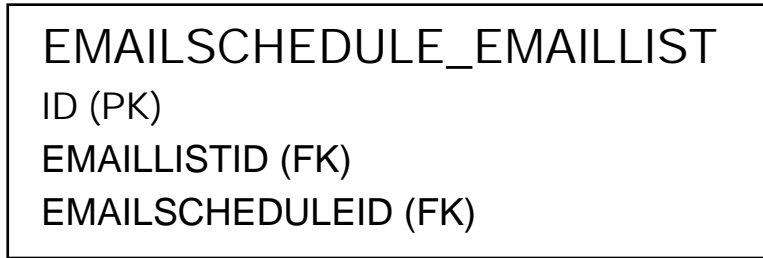 EMAILSCHEDULE_EMAILLIST
ID (PK)
EMAILLISTID (FK)
EMAILSCHEDULEID (FK)